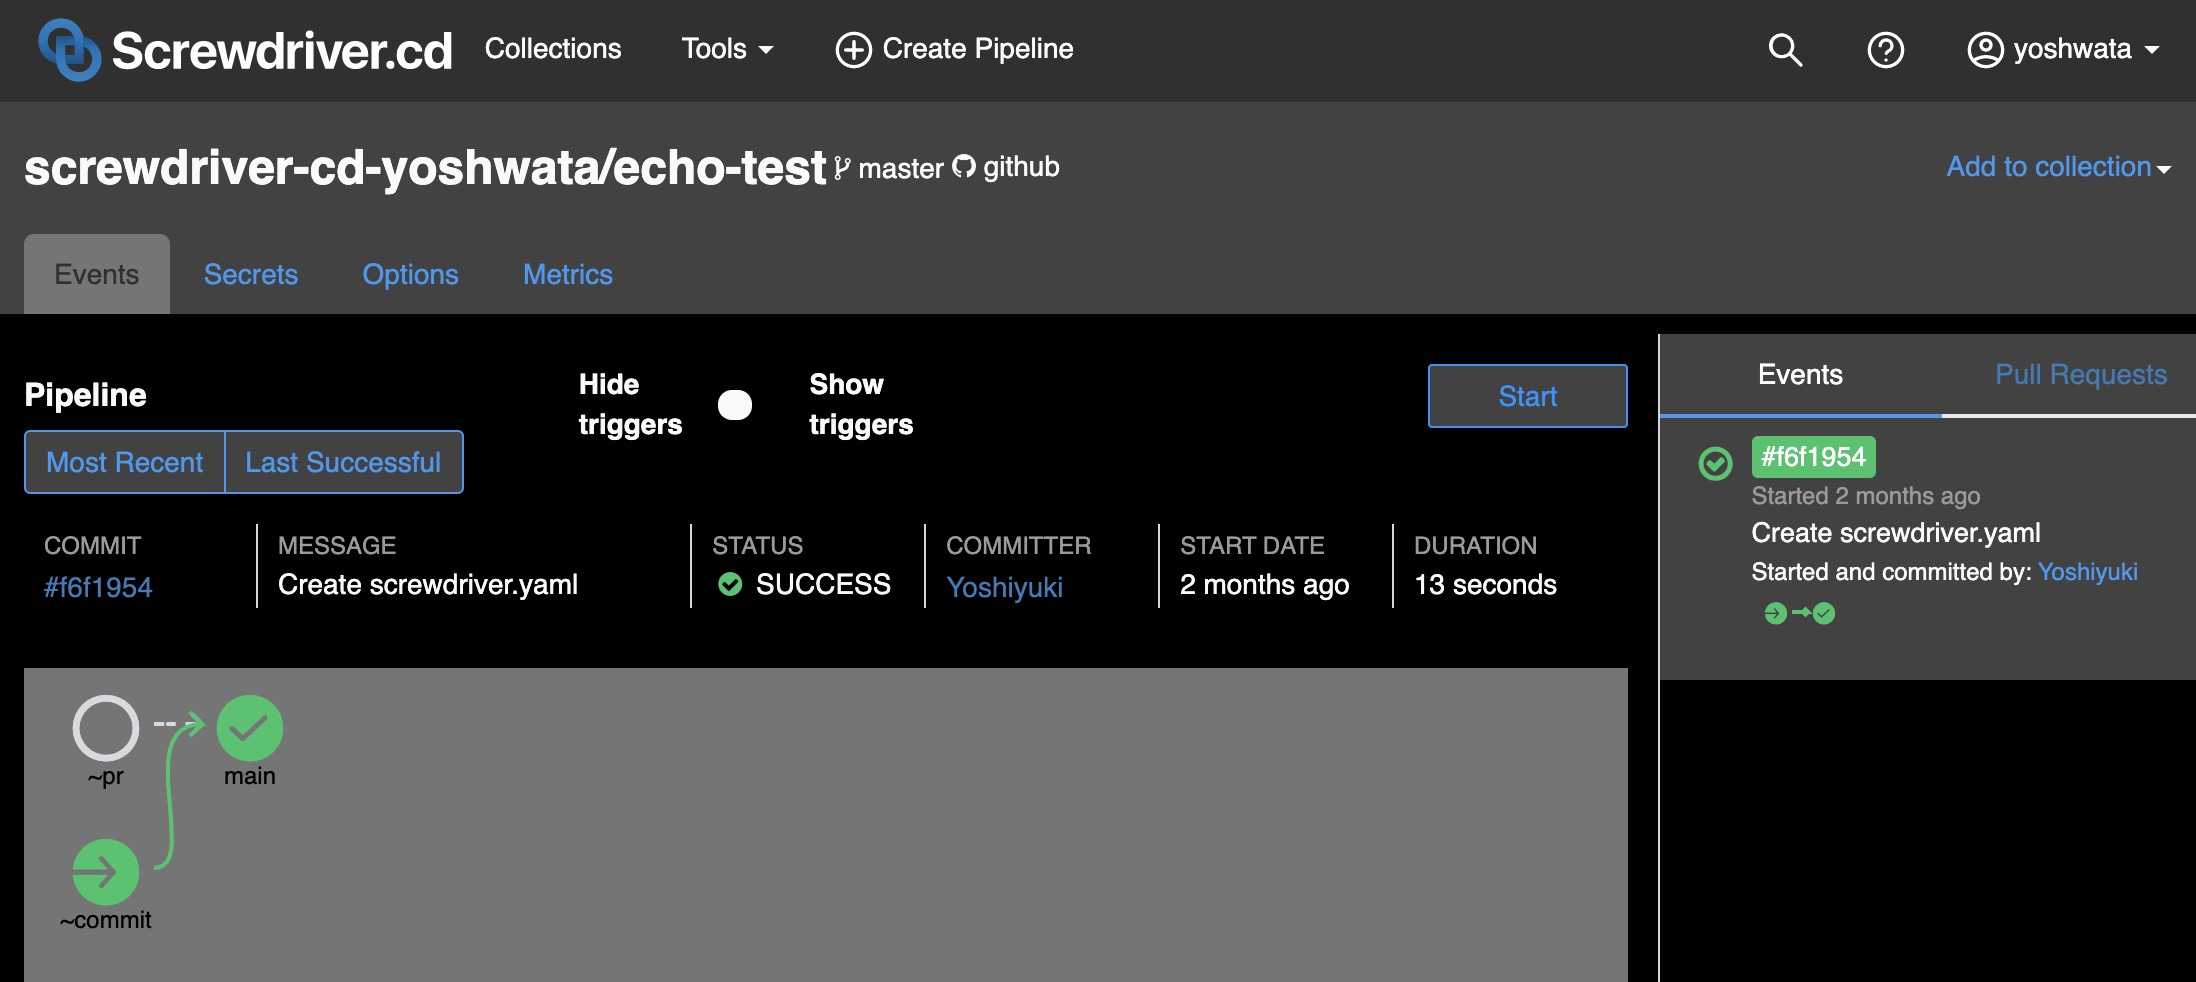 Screwdriver.cd Collections Tools Create Pipeline yoshwata
screwdriver-cd-yoshwata/echo-test master github Add to collection
Events Secrets Options Metrics
Pipeline
Hide triggers
Show triggers
Start
Most Recent Last Successful
COMMIT MESSAGE STATUS COMMITTER START DATE DURATION
#f6f1954 Create screwdriver.yaml SUCCESS Yoshiyuki 2 months ago 13 seconds
~pr
main
~commit
Events Pull Requests
#f6f1954
Started 2 months ago
Create screwdriver.yaml
Started and committed by: Yoshiyuki